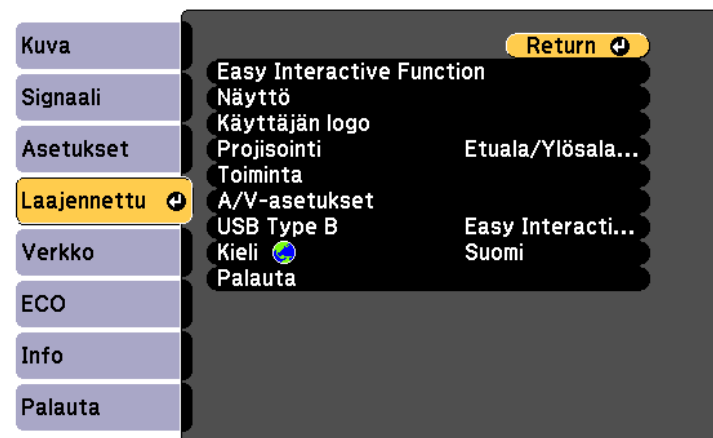 Kuva
Signaali
Asetukset
Laajennettu
Verkko
ECO
Info
Palauta
Return
Easy Interactive Function
Näyttö
Käyttäjän logo
Projisointi Etuala/Ylösala...
Toiminta
A/V-asetukset
USB Type B Easy Interacti...
Kieli Suomi
Palauta